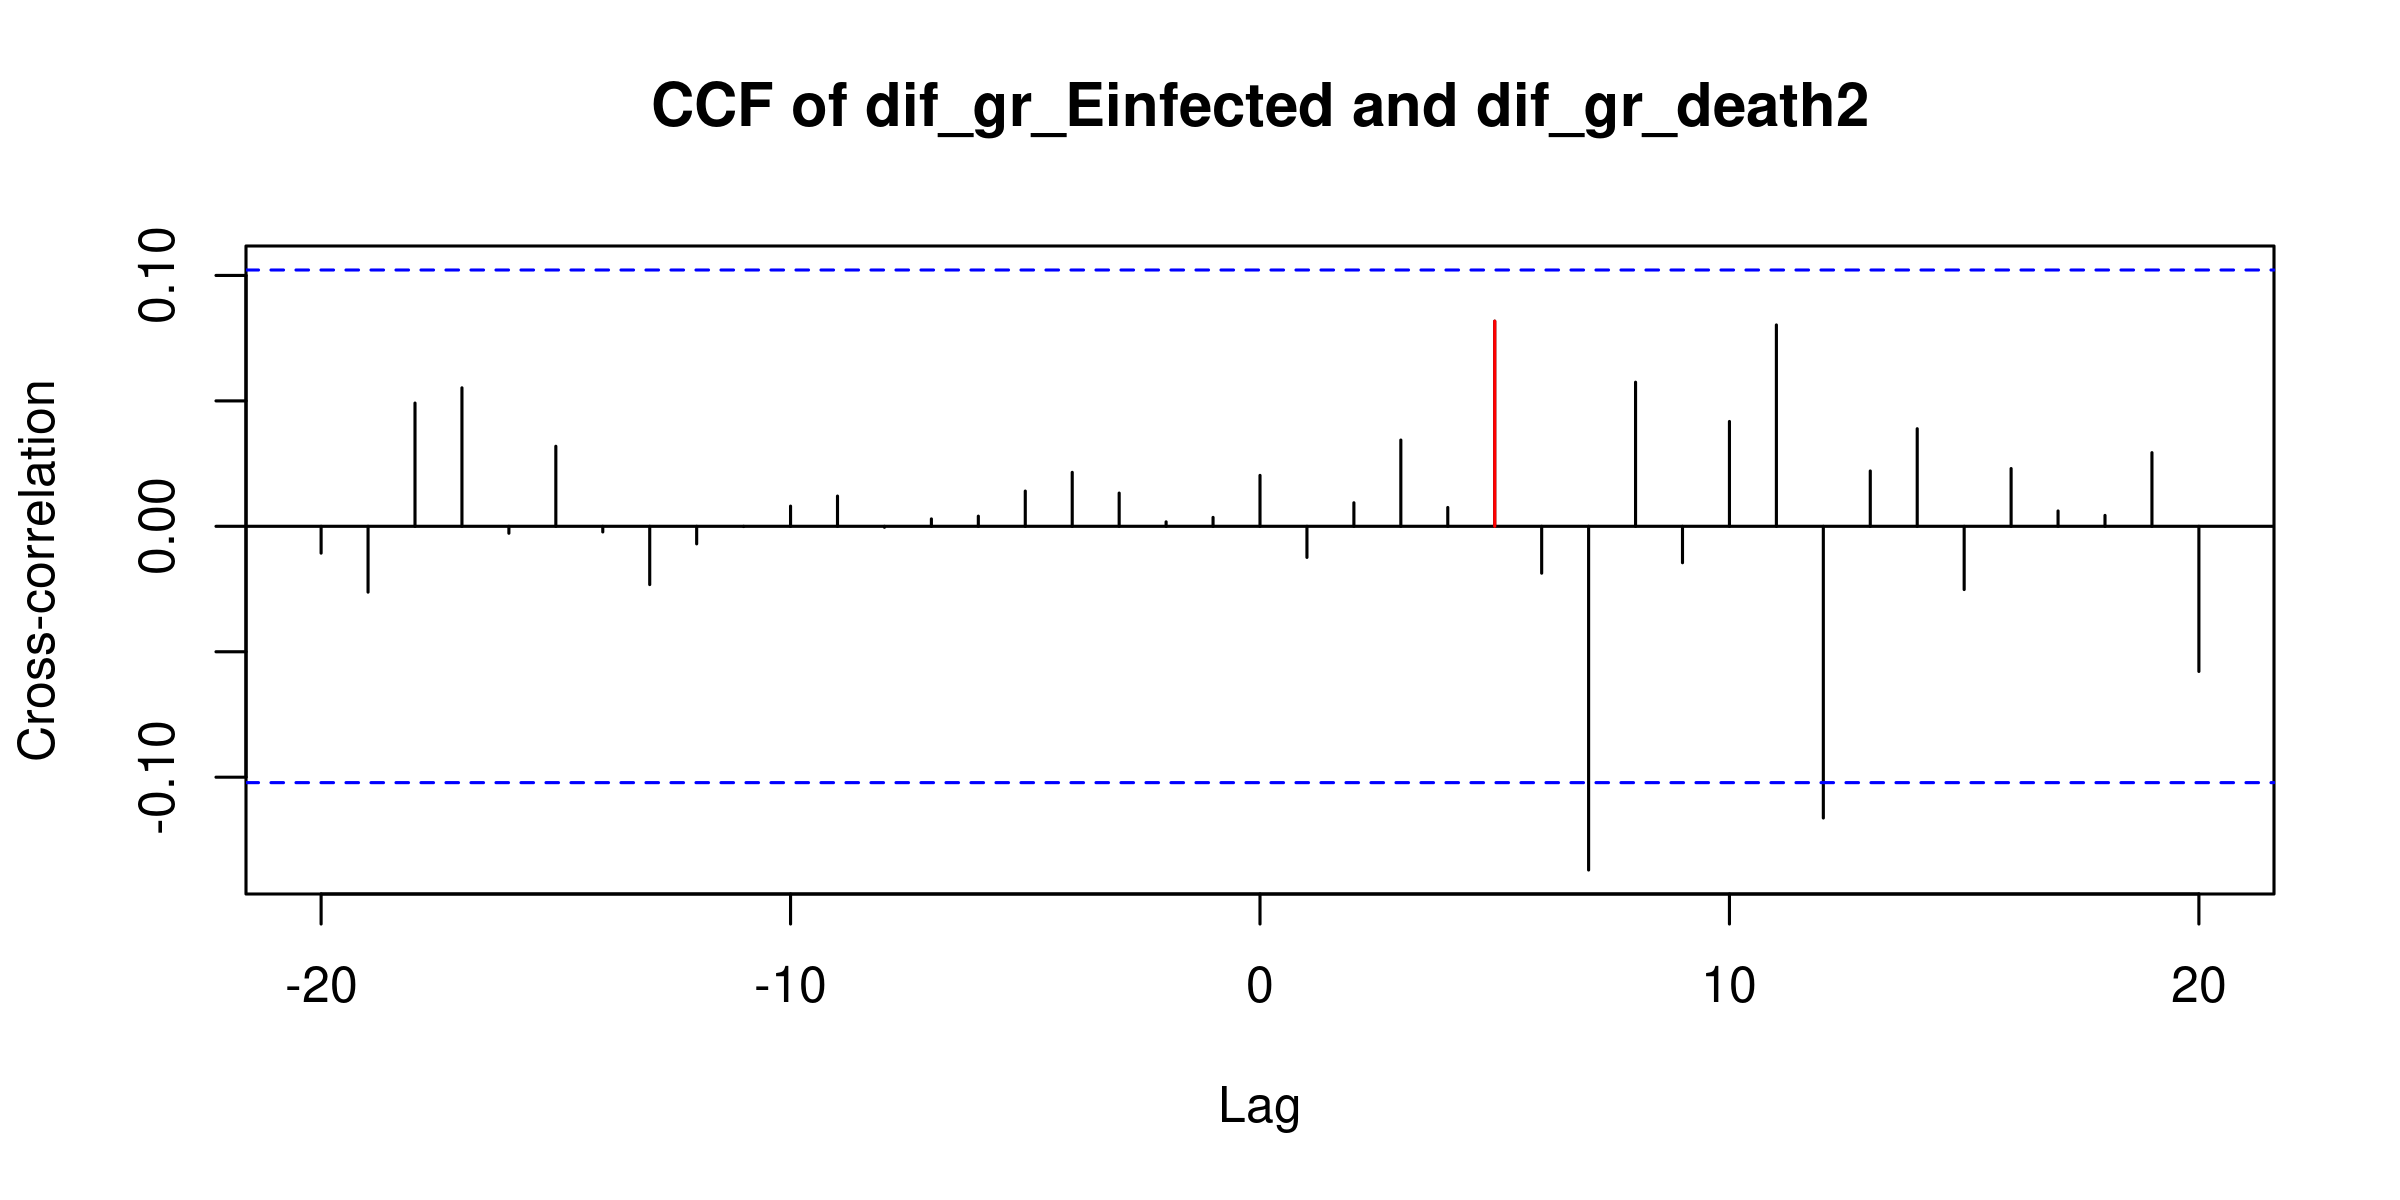 CCF of dif_gr_Einfected and dif_gr_death2
Cross-correlation
0.10
0.00
-0.10
-20 -10 0 10 20
Lag